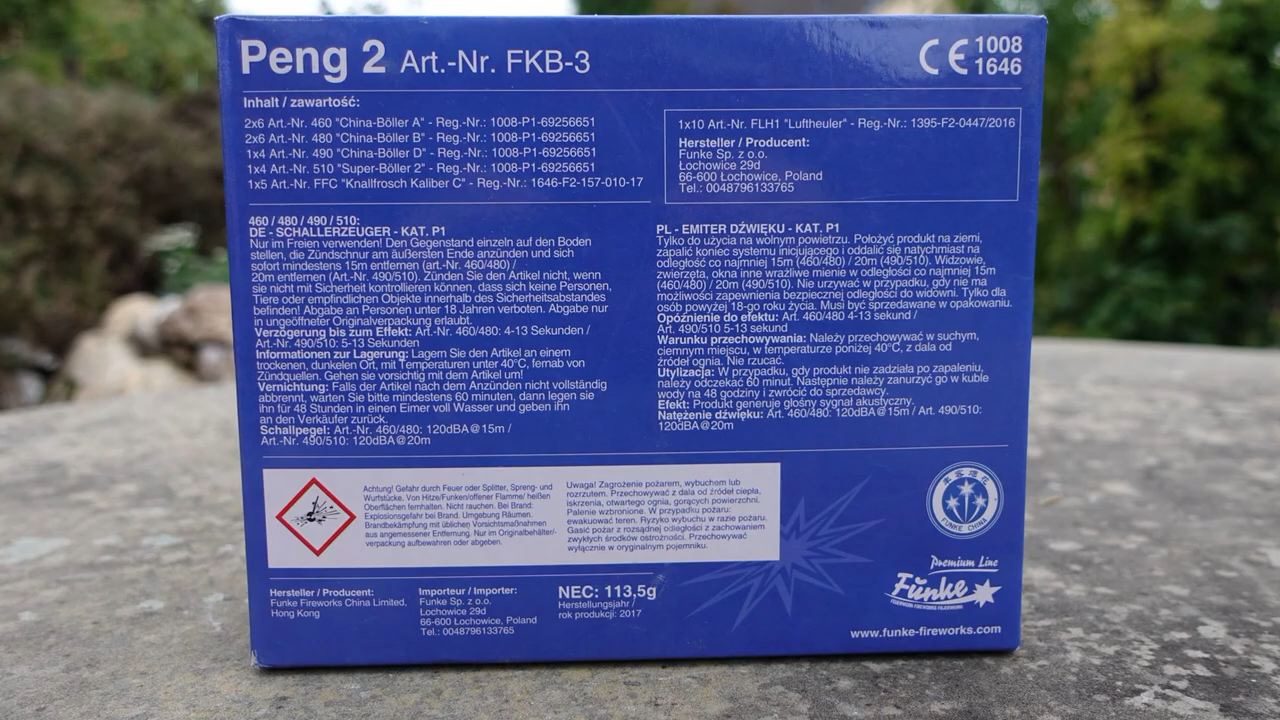 Peng 2 Art.-Nr. FKB-3
CE 1008
1646
Inhalt / zawartość:
2x6 Art.-Nr. 460 "China-Böller A" - Reg.-Nr.: 1008-P1-69256651
2x6 Art.-Nr. 480 "China-Böller B" - Reg.-Nr.: 1008-P1-69256651
1x4 Art.-Nr. 490 "China-Böller D" - Reg.-Nr.: 1008-P1-69256651
1x4 Art.-Nr. 510 "Super-Böller 2" - Reg.-Nr.: 1008-P1-69256651
1x5 Art.-Nr. FFC "Knallfrosch Kaliber C" - Reg.-Nr.: 1646-F2-157-010-17
1x10 Art.-Nr. FLH1 "Luftheuler" - Reg.-Nr.: 1395-F2-0447/2016
Hersteller / Producent:
Funke Sp. z o.o.
Łochowice 29d
66-600 Łochowice, Poland
Tel.: 0048796133765
460 / 480 / 490 / 510:
DE - SCHALLERZEUGER - KAT. P1
Nur im Freien verwenden! Den Gegenstand einzeln auf den Boden
stellen, die Zündschnur am äußersten Ende anzünden und sich
sofort mindestens 15m entfernen (art.-Nr. 460/480) /
20m entfernen (Art.-Nr. 490/510). Zünden Sie den Artikel nicht, wenn
sie nicht mit Sicherheit kontrollieren können, dass sich keine Personen,
Tiere oder empfindlichen Objekte innerhalb des Sicherheitsabstandes
befinden! Abgabe an Personen unter 18 Jahren verboten. Abgabe nur
in ungeöffneter Originalverpackung erlaubt.
Verzögerung bis zum Effekt: Art.-Nr. 460/480: 4-13 Sekunden /
Art.-Nr. 490/510: 5-13 Sekunden
Informationen zur Lagerung: Lagern Sie den Artikel an einem
trockenen, dunkelen Ort, mit Temperaturen unter 40°C, fernab von
Zündquellen. Gehen sie vorsichtig mit dem Artikel um!
Vernichtung: Falls der Artikel nach dem Anzünden nicht vollständig
abbrennt, warten Sie bitte mindestens 60 minuten, dann legen sie
ihn für 48 Stunden in einen Eimer voll Wasser und geben ihn
an den Verkäufer zurück.
Schallpegel: Art.-Nr. 460/480: 120dBA@15m /
Art.-Nr. 490/510: 120dBA@20m
PL - EMITER DŹWIĘKU - KAT. P1
Tylko do użycia na wolnym powietrzu. Położyć produkt na ziemi,
zapalić koniec systemu inicjującego i oddalić się natychmiast na
odległość co najmniej 15m (460/480) / 20m (490/510). Widzowie,
zwierzęta, okna inne wrażliwe mienie w odległości co najmniej 15m
(460/480) / 20m (490/510). Nie urzywać w przypadku, gdy nie ma
możliwości zapewnienia bezpiecznej odległości do widowni. Tylko dla
osób powyżej 18-go roku życia. Musi być sprzedawane w opakowaniu.
Opóżnienie do efektu: Art. 460/480 4-13 sekund /
Art. 490/510 5-13 sekund
Warunku przechowywania: Należy przechowywać w suchym,
ciemnym miejscu, w temperaturze poniżej 40°C, z dala od
źródeł ognia. Nie rzucać.
Utylizacja: W przypadku, gdy produkt nie zadziała po zapaleniu,
należy odczekać 60 minut. Następnie należy zanurzyć go w kuble
wody na 48 godziny i zwrócić do sprzedawcy.
Efekt: Produkt generuje głośny sygnał akustyczny.
Natężenie dźwięku: Art. 460/480: 120dBA@15m / Art. 490/510:
120dBA@20m
Achtung! Gefahr durch Feuer oder Splitter, Spreng- und
Wurfstücke. Von Hitze/Funken/offener Flamme/ heißen
Oberflächen fernhalten. Nicht rauchen. Bei Brand:
Explosionsgefahr bei Brand. Umgebung Räumen.
Brandbekämpfung mit üblichen Vorsichtsmaßnahmen
aus angemessener Entfernung. Nur im Originalbehälter/-
verpackung aufbewahren oder abgeben.
Uwaga! Zagrożenie pożarem, wybuchem lub
rozrzutem. Przechowywać z dala od źródeł ciepła,
iskrzenia, otwartego ognia, gorących powierzchni.
Palenie wzbronione. W przypadku pożaru:
ewakuować teren. Ryzyko wybuchu w razie pożaru.
Gasić pożar z rozsądnej odległości z zachowaniem
zwykłych środków ostrożności. Przechowywać
wyłącznie w oryginalnym pojemniku.
FUNKE CHINA
Hersteller / Producent:
Funke Fireworks China Limited,
Hong Kong
Importeur / Importer:
Funke Sp. z o.o.
Łochowice 29d
66-600 Łochowice, Poland
Tel.: 0048796133765
NEC: 113,5g
Herstellungsjahr /
rok produkcji: 2017
Premium Line
Funke
www.funke-fireworks.com